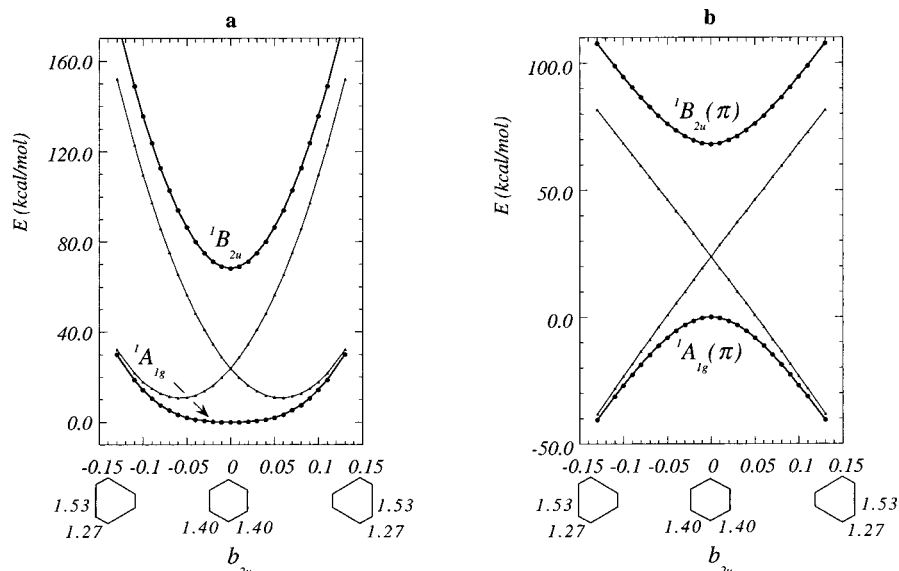 a
E (kcal/mol)
160.0
120.0
80.0
40.0
0.0
¹B₂ᵤ
¹A₁g
-0.15 -0.1 -0.05 0 0.05 0.1 0.15
1.53
1.27
1.40 1.40
1.53
1.27
b₂ᵤ
b
E (kcal/mol)
100.0
50.0
0.0
-50.0
¹B₂ᵤ(π)
¹A₁g(π)
-0.15 -0.1 -0.05 0 0.05 0.1 0.15
1.53
1.27
1.40 1.40
1.53
1.27
b₂ᵤ